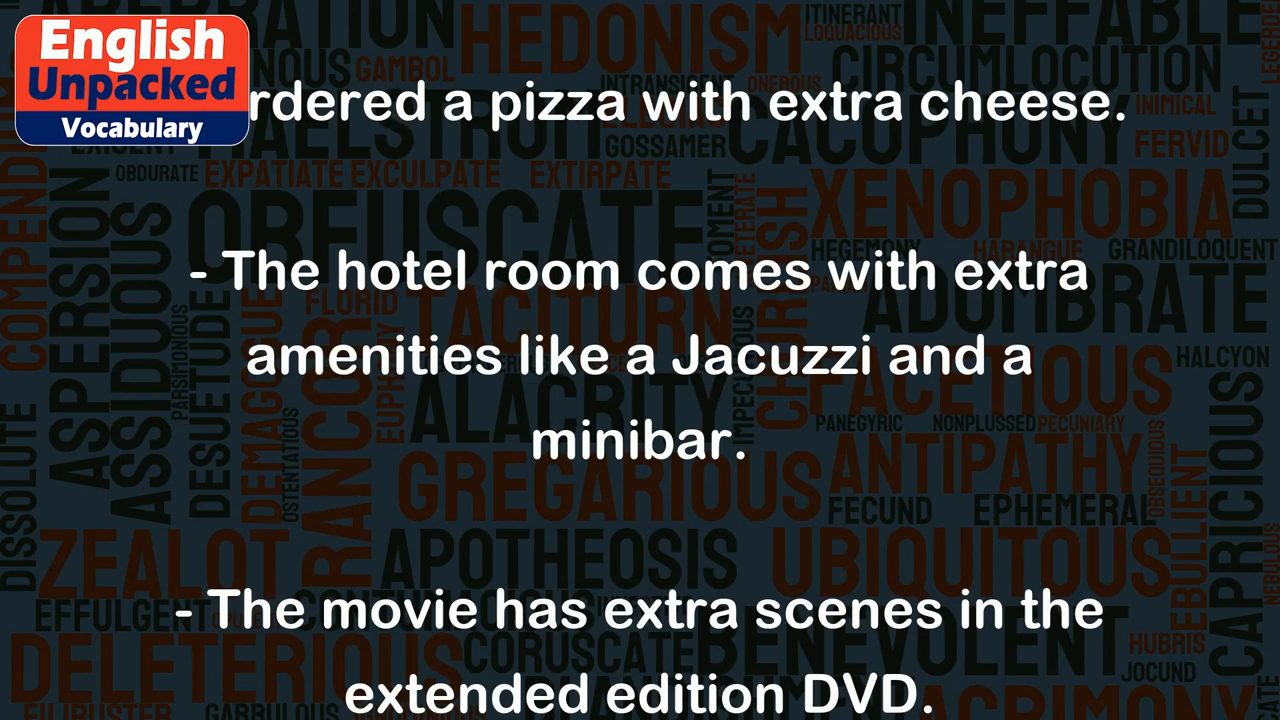 English
Unpacked
Vocabulary
rdered a pizza with extra cheese.
- The hotel room comes with extra
amenities like a Jacuzzi and a
minibar.
- The movie has extra scenes in the
extended edition DVD.
HEDONISM
ITINERANT
LOQUACIOUS
INEFFABLE
GAMBOL
INTRANSIGENT
ONEROUS
CIRCUMLOCUTION
INIMICAL
GOSSAMER
CACOPHONY
FERVID
DULCET
OBDURATE
EXPATIATE
EXCULPATE
EXTIRPATE
OBFUSCATE
XENOPHOBIA
HEGEMONY
HARANGUE
GRANDILOQUENT
ASPERSION
ASSIDUOUS
PARSIMONIOUS
DESUETUDE
DEMAGOGUE
FLORID
RANCOR
TACITURN
CHURLISH
ADUMBRATE
FACETIOUS
HALCYON
ALACRITY
PANEGYRIC
NONPLUSSED
PECUNIARY
OSTENTATIOUS
DISSOLUTE
GREGARIOUS
ANTIPATHY
OBSEQUIOUS
CAPRICIOUS
FECUND
EPHEMERAL
EBULLIENT
ZEALOT
APOTHEOSIS
UBIQUITOUS
EFFULGENT
DELETERIOUS
CORUSCATE
BENEVOLENT
HUBRIS
JOCUND
GARRULOUS
ACRIMONY